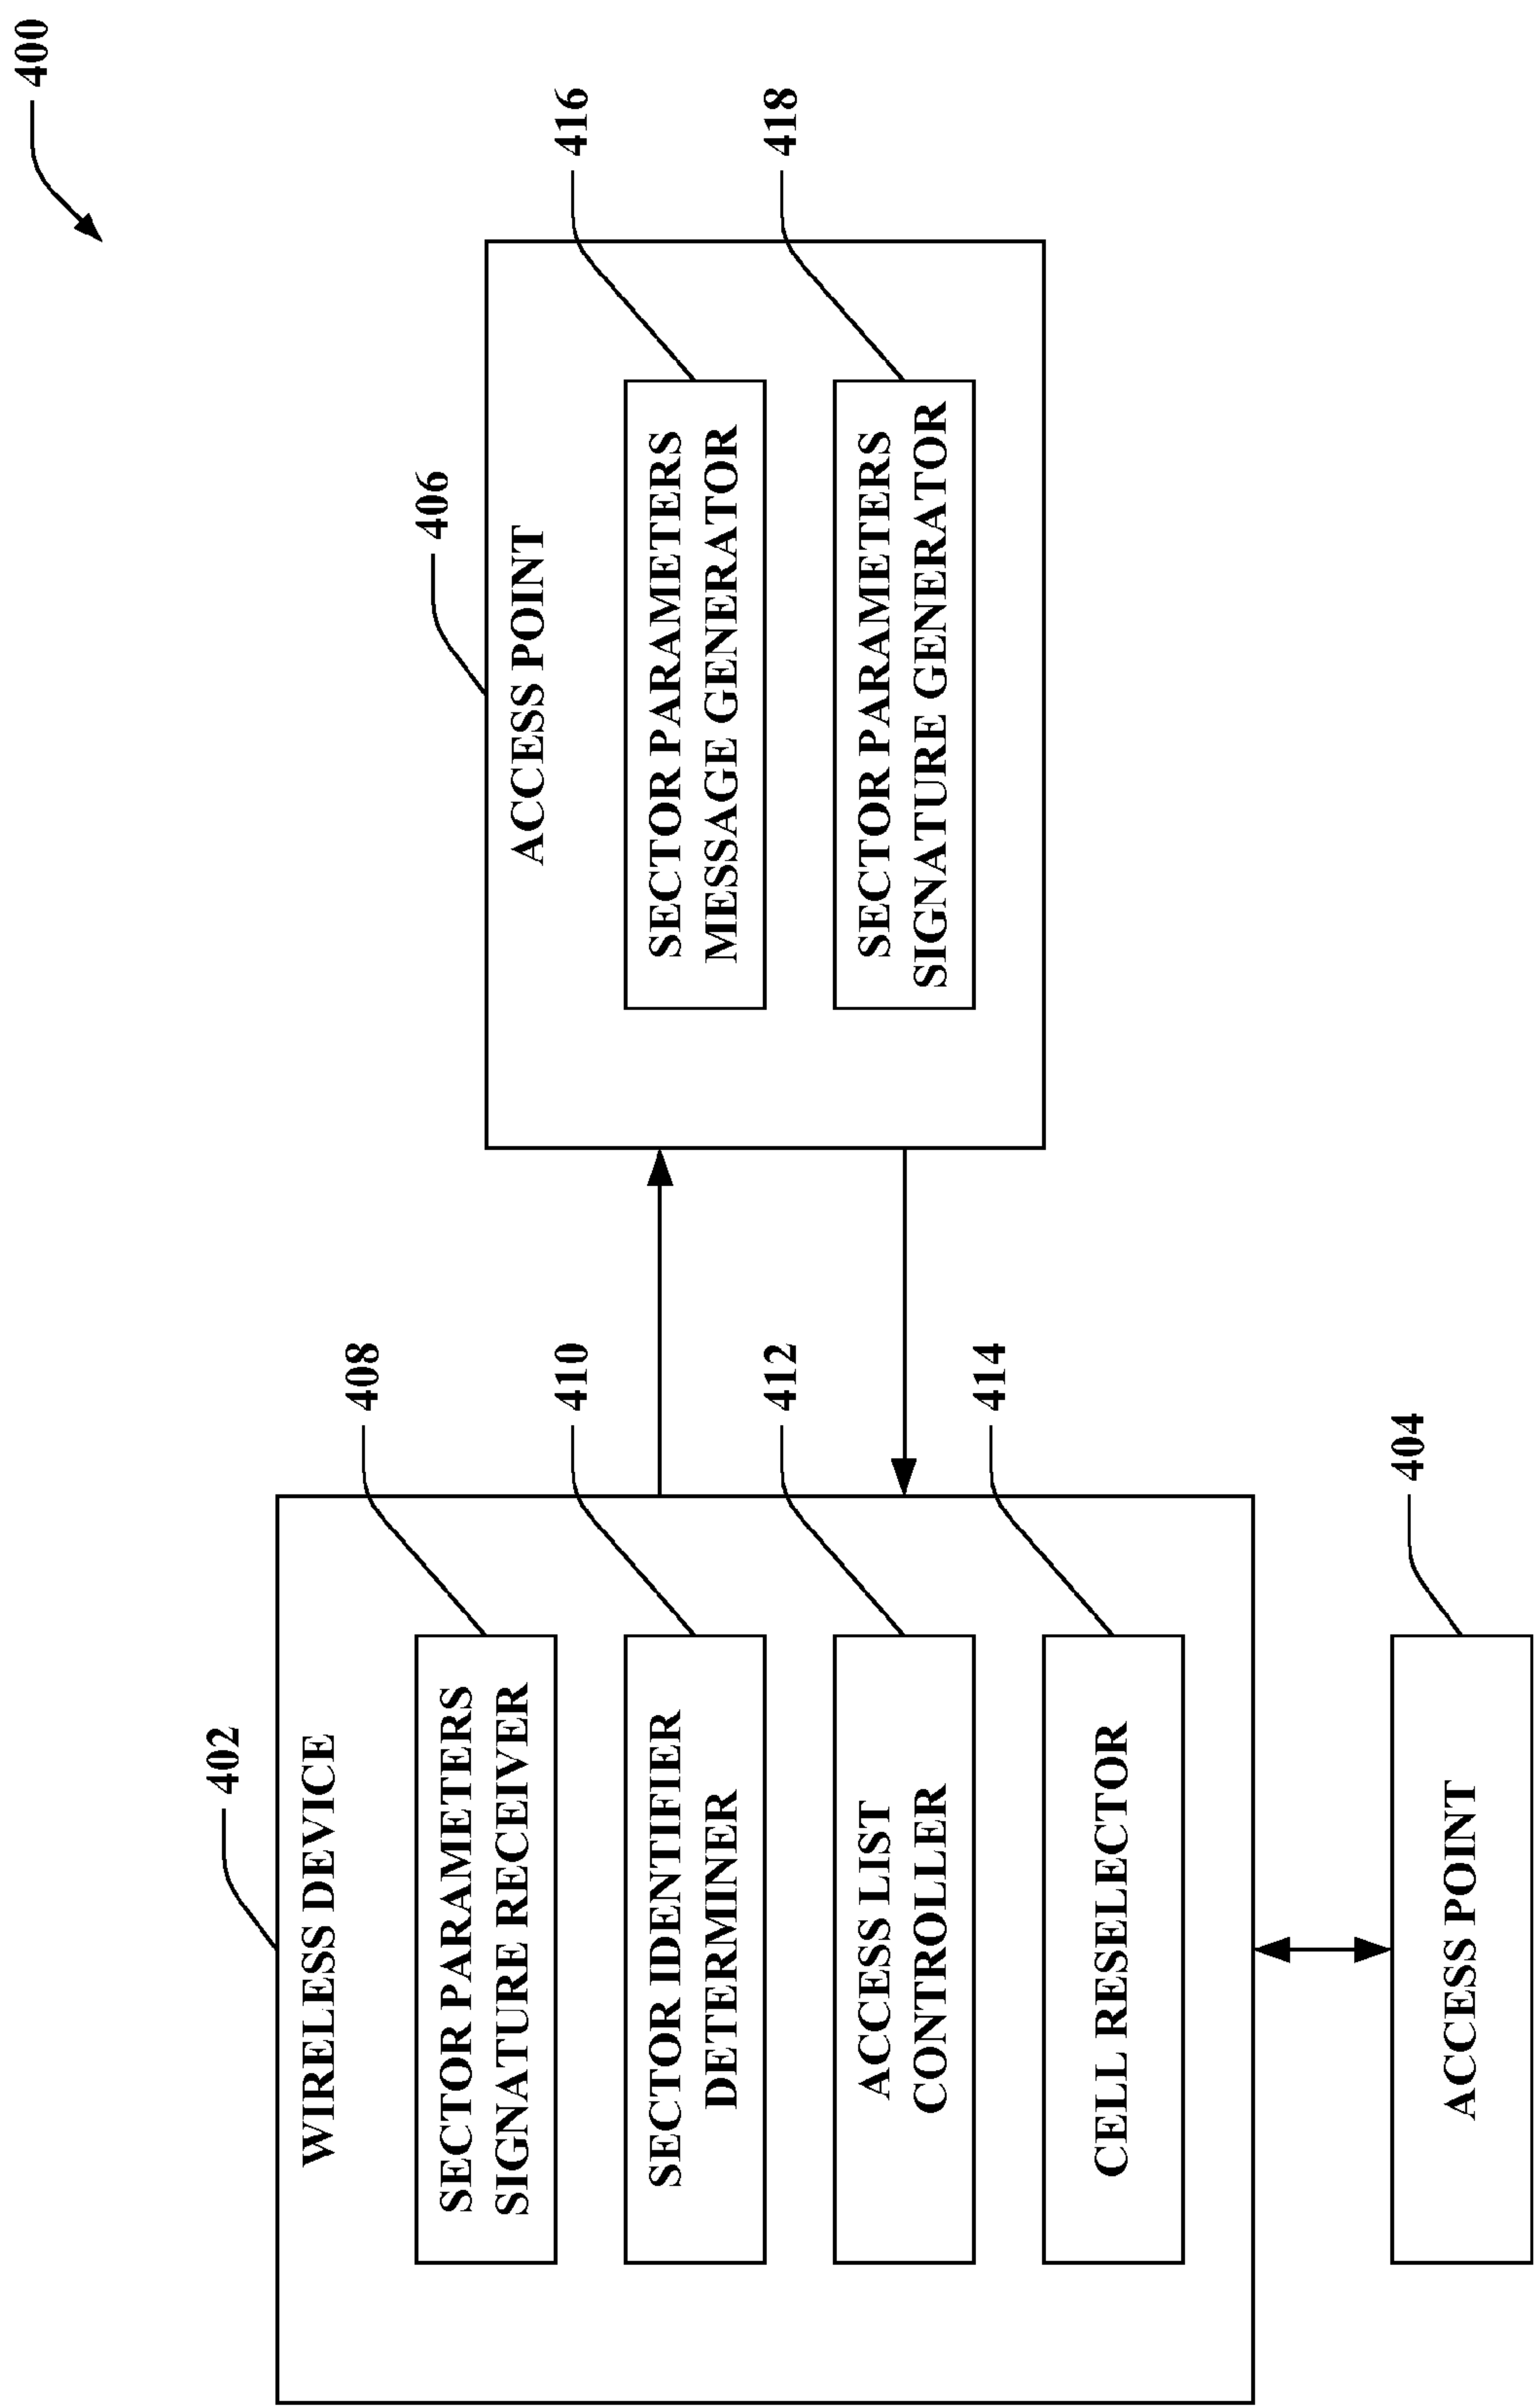 400
402
WIRELESS DEVICE
408
SECTOR PARAMETERS
SIGNATURE RECEIVER
410
SECTOR IDENTIFIER
DETERMINER
412
ACCESS LIST
CONTROLLER
414
CELL RESELECTOR
404
ACCESS POINT
406
ACCESS POINT
416
SECTOR PARAMETERS
MESSAGE GENERATOR
418
SECTOR PARAMETERS
SIGNATURE GENERATOR